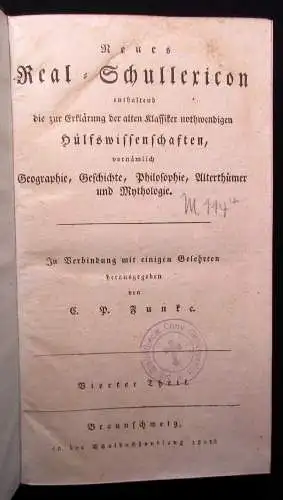 Neues
Real-Schullexicon
enthaltend
die zur Erklärung der alten Klassiker nothwendigen
Hülfswissenschaften,
vornämlich
Geographie, Geschichte, Philosophie, Alterthümer
und Mythologie.
In Verbindung mit einigen Gelehrten
herausgegeben
von
C. P. Funke.
Vierter Theil
Braunschweig,
in der Schulbuchhandlung